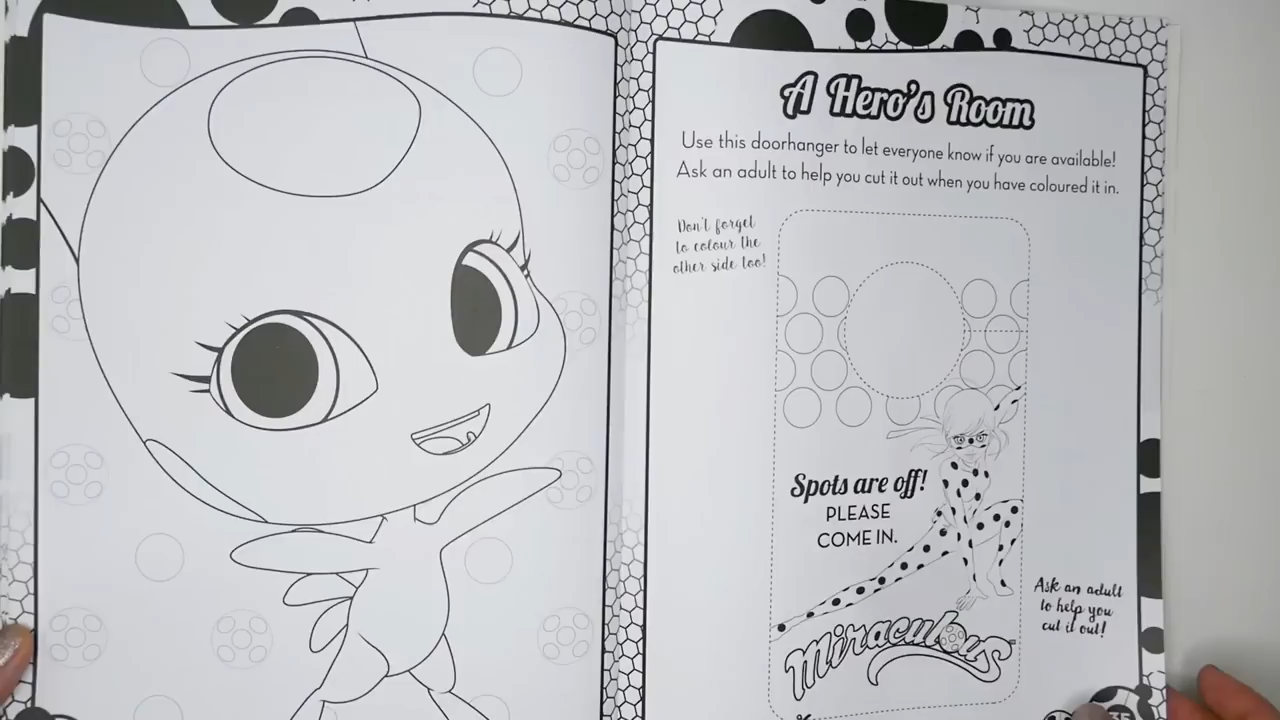 A Hero's Room
Use this doorhanger to let everyone know if you are available!
Ask an adult to help you cut it out when you have coloured it in.
Don't forget
to colour the
other side too!
Spots are off!
PLEASE
COME IN.
Ask an adult
to help you
cut it out!
Miraculous
35